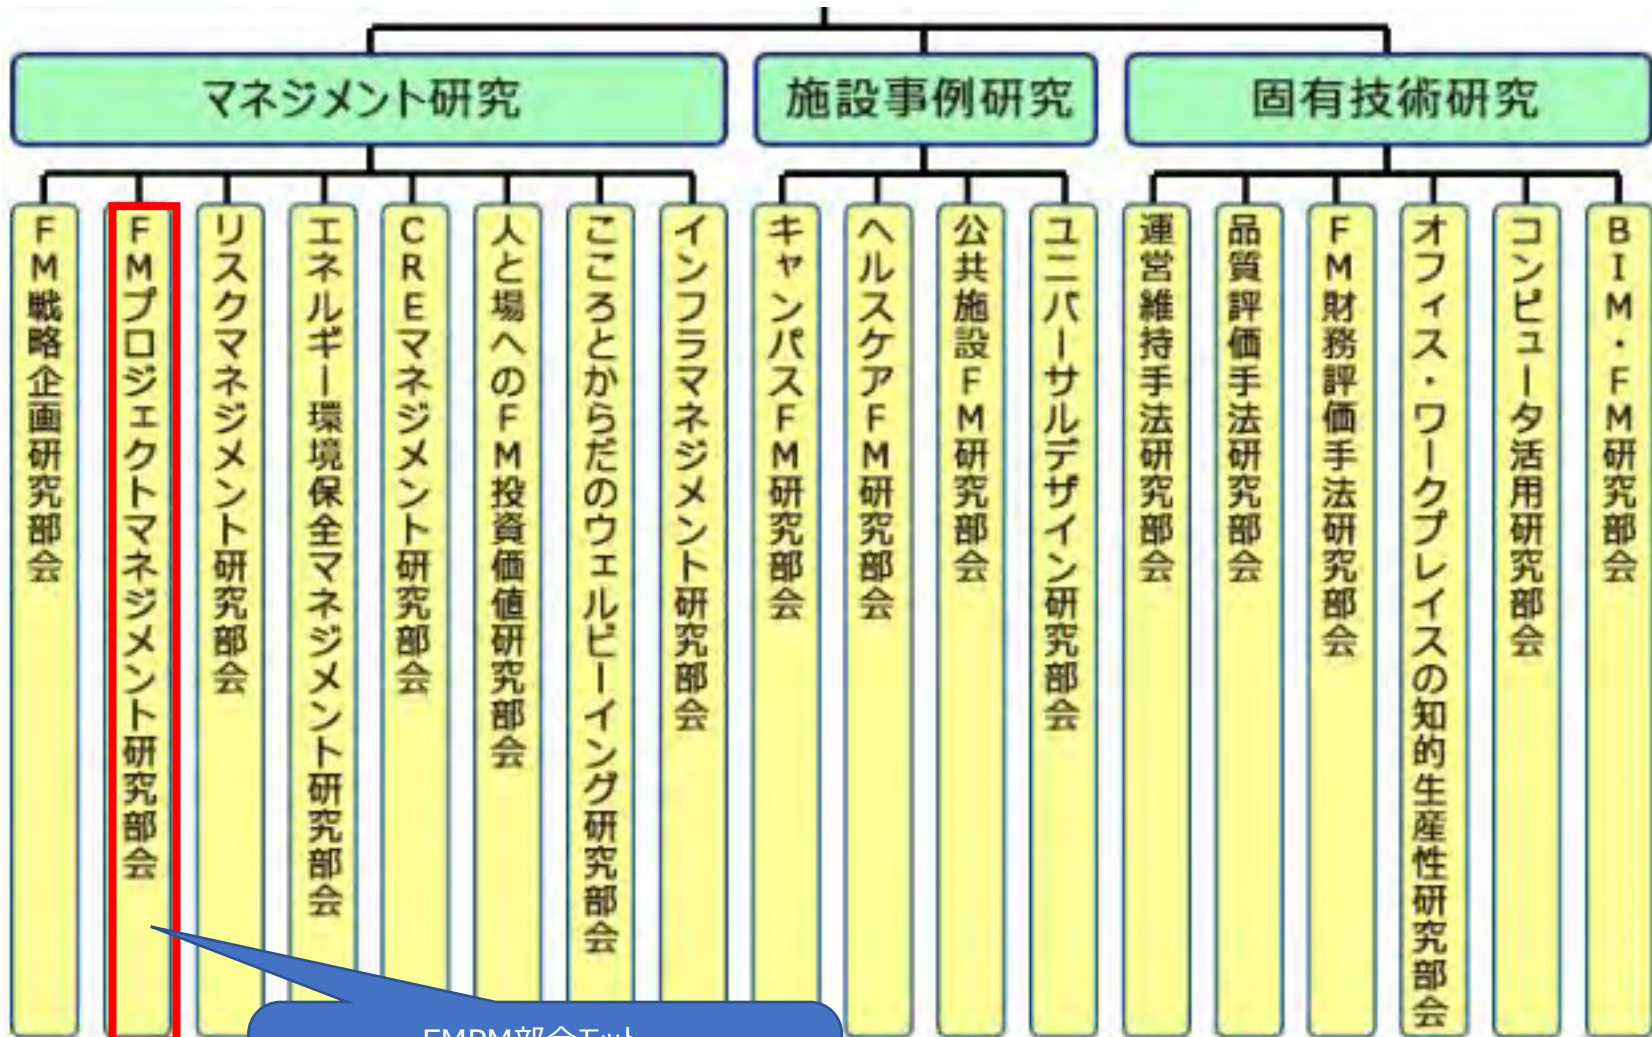 マネジメント研究
施設事例研究
固有技術研究
FM戦略企画研究部会
FMプロジェクトマネジメント研究部会
リスクマネジメント研究部会
エネルギー環境保全マネジメント研究部会
CREマネジメント研究部会
人と場へのFM投資価値研究部会
こころとからだのウェルビーイング研究部会
インフラマネジメント研究部会
キャンパスFM研究部会
ヘルスケアFM研究部会
公共施設FM研究部会
ユニバーサルデザイン研究部会
運営維持手法研究部会
品質評価手法研究部会
FM財務評価手法研究部会
オフィス・ワークプレイスの知的生産性研究部会
コンピュータ活用研究部会
BIM・FM研究部会
FMPM部会モット